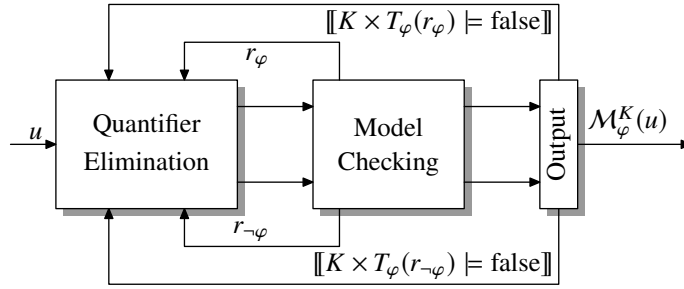 ⟦K × T_φ(r_φ) ⊨ false⟧
r_φ
u
Quantifier
Elimination
Model
Checking
Output
ℳ_φ^K(u)
r_¬φ
⟦K × T_φ(r_¬φ) ⊨ false⟧